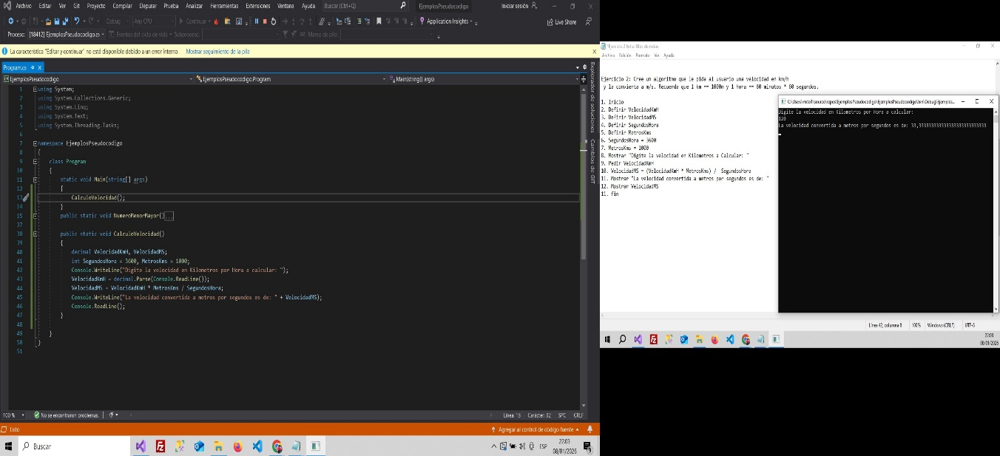 Archivo Editar Ver Git Proyecto Compilar Depurar Prueba Analizar Herramientas Extensiones Ventana Ayuda Buscar (Ctrl+Q) EjemplosPseudocodigo Iniciar sesión
Debug Any CPU Continuar Application Insights Live Share
Proceso: [18412] EjemplosPseudocodigo.ex Eventos del ciclo de vida Subproceso: Marco de pila:
La característica "Editar y continuar" no está disponible debido a un error interno. Mostrar seguimiento de la pila
Program.cs
EjemplosPseudocodigo EjemplosPseudocodigo.Program Main(string[] args)
1 using System;
2 using System.Collections.Generic;
3 using System.Linq;
4 using System.Text;
5 using System.Threading.Tasks;
6
7 namespace EjemplosPseudocodigo
8 {
9 class Program
10 {
11 static void Main(string[] args)
12 {
13 CalculoVelocidad();
14 }
15 public static void NumeroMenorMayor()...
37
38 public static void CalculoVelocidad()
39 {
40 decimal VelocidadKmH, VelocidadMS;
41 int SegundosHora = 3600, MetrosKms = 1000;
42 Console.WriteLine("Digite la velocidad en Kilometros por Hora a calcular: ");
43 VelocidadKmH = decimal.Parse(Console.ReadLine());
44 VelocidadMS = VelocidadKmH * MetrosKms / SegundosHora;
45 Console.WriteLine("La velocidad convertida a metros por segundos es de: " + VelocidadMS);
46 Console.ReadLine();
47 }
48
49 }
50 }
51
Explorador de soluciones
Cambios de GIT
100 % No se encontraron problemas. Línea: 13 Carácter: 32 SPC CRLF
Listo Agregar al control de código fuente
Buscar ESP 22:03
08/01/2026
*Ejercicio 2 Extra: Bloc de notas
Archivo Edición Formato Ver Ayuda
Ejercicio 2: Cree un algoritmo que le pida al usuario una velocidad en km/h
y la convierta a m/s. Recuerda que 1 km == 1000m y 1 hora == 60 minutos * 60 segundos.
1. Inicio
2. Definir VelocidadKmH
3. Definir VelocidadMS
4. Definir SegundosHora
5. Definir MetrosKms
6. SegundosHora = 3600
7. MetrosKms = 1000
8. Mostrar "Digite la velocidad en Kilometros a Calcular: "
9. Pedir VelocidadKmH
10. VelocidadMS = (VelocidadKmH * MetrosKms) / SegundosHora
11. Mostrar "La velocidad convertida a metros por segundos es de: "
12. Mostrar VelocidadMS
11. fin
C:\Users\mito1\source\repos\EjemplosPseudocodigo\EjemplosPseudocodigo\bin\Debug\Ejemplos...
Digite la velocidad en Kilometros por Hora a calcular:
120
La velocidad convertida a metros por segundos es de: 33,333333333333333333333333333
Línea 42, columna 8 100% Windows (CRLF) UTF-8
22:03
08/01/2026